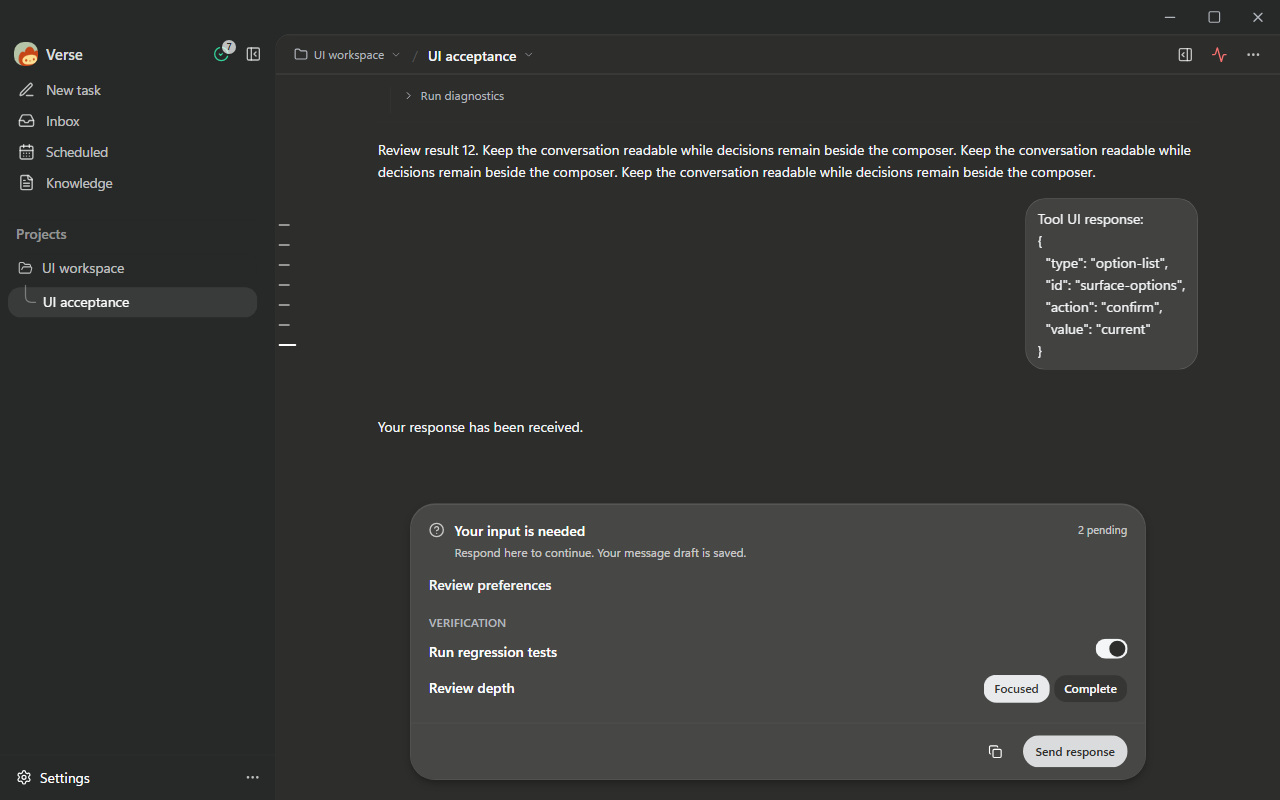 Verse
7
New task
Inbox
Scheduled
Knowledge
Projects
UI workspace
UI acceptance
Settings
UI workspace / UI acceptance
Run diagnostics
Review result 12. Keep the conversation readable while decisions remain beside the composer. Keep the conversation readable while
decisions remain beside the composer. Keep the conversation readable while decisions remain beside the composer.
Tool UI response:
{
"type": "option-list",
"id": "surface-options",
"action": "confirm",
"value": "current"
}
Your response has been received.
Your input is needed
2 pending
Respond here to continue. Your message draft is saved.
Review preferences
VERIFICATION
Run regression tests
Review depth
Focused
Complete
Send response